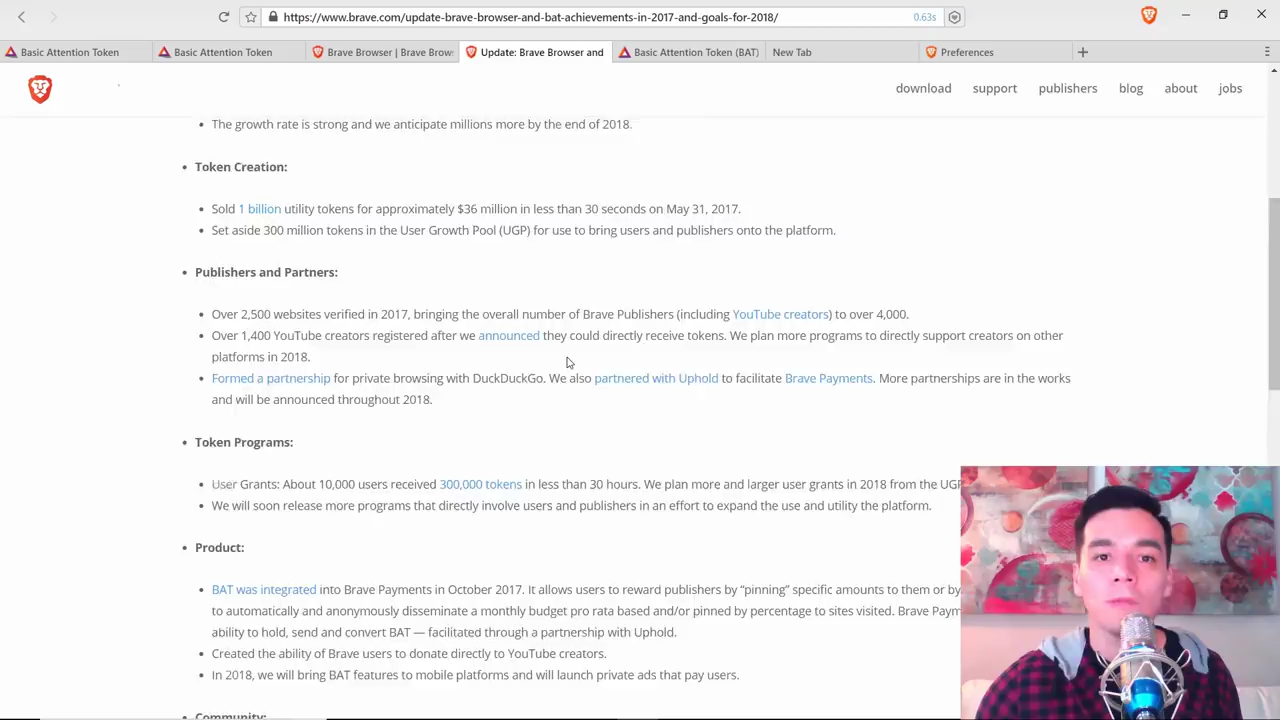 https://www.brave.com/update-brave-browser-and-bat-achievements-in-2017-and-goals-for-2018/
0.63s
Basic Attention Token
Basic Attention Token
Brave Browser | Brave Brows
Update: Brave Browser and
Basic Attention Token (BAT)
New Tab
Preferences
download
support
publishers
blog
about
jobs
• The growth rate is strong and we anticipate millions more by the end of 2018.
• Token Creation:
• Sold 1 billion utility tokens for approximately $36 million in less than 30 seconds on May 31, 2017.
• Set aside 300 million tokens in the User Growth Pool (UGP) for use to bring users and publishers onto the platform.
• Publishers and Partners:
• Over 2,500 websites verified in 2017, bringing the overall number of Brave Publishers (including YouTube creators) to over 4,000.
• Over 1,400 YouTube creators registered after we announced they could directly receive tokens. We plan more programs to directly support creators on other
platforms in 2018.
• Formed a partnership for private browsing with DuckDuckGo. We also partnered with Uphold to facilitate Brave Payments. More partnerships are in the works
and will be announced throughout 2018.
• Token Programs:
• User Grants: About 10,000 users received 300,000 tokens in less than 30 hours. We plan more and larger user grants in 2018 from the UGP
• We will soon release more programs that directly involve users and publishers in an effort to expand the use and utility the platform.
• Product:
• BAT was integrated into Brave Payments in October 2017. It allows users to reward publishers by “pinning” specific amounts to them or by
to automatically and anonymously disseminate a monthly budget pro rata based and/or pinned by percentage to sites visited. Brave Paym
ability to hold, send and convert BAT — facilitated through a partnership with Uphold.
• Created the ability of Brave users to donate directly to YouTube creators.
• In 2018, we will bring BAT features to mobile platforms and will launch private ads that pay users.
Community: